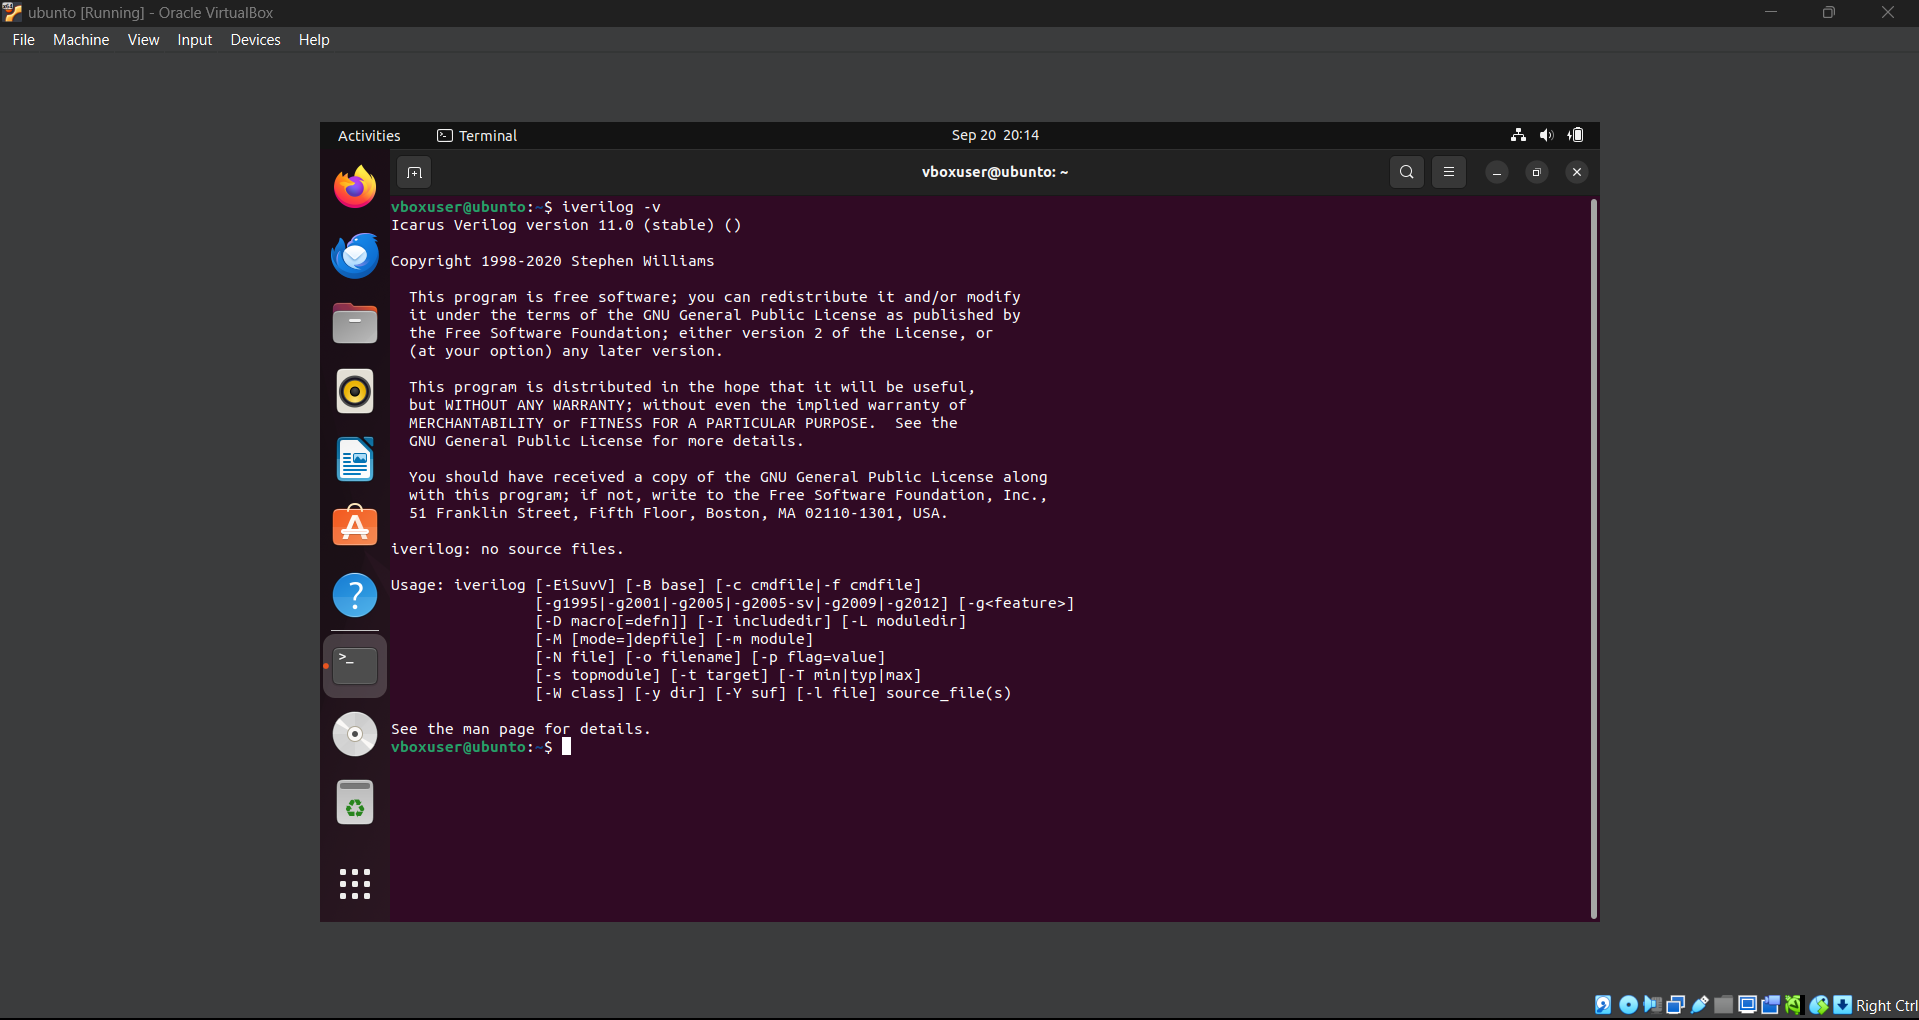 ubunto [Running] - Oracle VirtualBox
File Machine View Input Devices Help
Activities Terminal Sep 20 20:14
vboxuser@ubunto: ~
vboxuser@ubunto:~$ iverilog -v
Icarus Verilog version 11.0 (stable) ()
Copyright 1998-2020 Stephen Williams
This program is free software; you can redistribute it and/or modify
it under the terms of the GNU General Public License as published by
the Free Software Foundation; either version 2 of the License, or
(at your option) any later version.
This program is distributed in the hope that it will be useful,
but WITHOUT ANY WARRANTY; without even the implied warranty of
MERCHANTABILITY or FITNESS FOR A PARTICULAR PURPOSE.  See the
GNU General Public License for more details.
You should have received a copy of the GNU General Public License along
with this program; if not, write to the Free Software Foundation, Inc.,
51 Franklin Street, Fifth Floor, Boston, MA 02110-1301, USA.
iverilog: no source files.
Usage: iverilog [-EiSuvV] [-B base] [-c cmdfile|-f cmdfile]
[-g1995|-g2001|-g2005|-g2005-sv|-g2009|-g2012] [-g<feature>]
[-D macro[=defn]] [-I includedir] [-L moduledir]
[-M [mode=]depfile] [-m module]
[-N file] [-o filename] [-p flag=value]
[-s topmodule] [-t target] [-T min|typ|max]
[-W class] [-y dir] [-Y suf] [-l file] source_file(s)
See the man page for details.
vboxuser@ubunto:~$
Right Ctrl